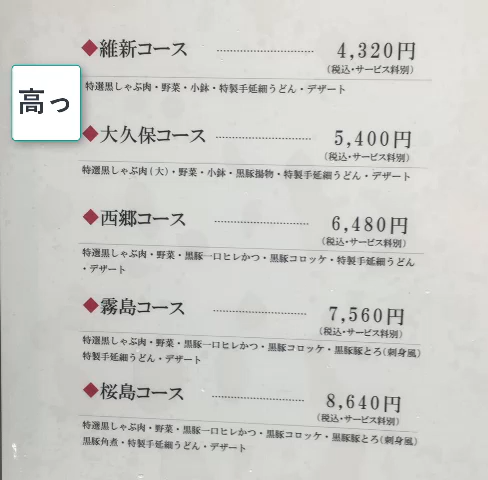 維新コース 4,320円
(税込・サービス料別)
特選黒しゃぶ肉・野菜・小鉢・特製手延細うどん・デザート
高っ
大久保コース 5,400円
(税込・サービス料別)
特選黒しゃぶ肉(大)・野菜・小鉢・黒豚揚物・特製手延細うどん・デザート
西郷コース 6,480円
(税込・サービス料別)
特選黒しゃぶ肉・野菜・黒豚一口ヒレかつ・黒豚コロッケ・特製手延細うどん
・デザート
霧島コース 7,560円
(税込・サービス料別)
特選黒しゃぶ肉・野菜・黒豚一口ヒレかつ・黒豚コロッケ・黒豚豚とろ(刺身風)
特製手延細うどん・デザート
桜島コース 8,640円
(税込・サービス料別)
特選黒しゃぶ肉・野菜・黒豚一口ヒレかつ・黒豚コロッケ・黒豚豚とろ(刺身風)
黒豚角煮・特製手延細うどん・デザート